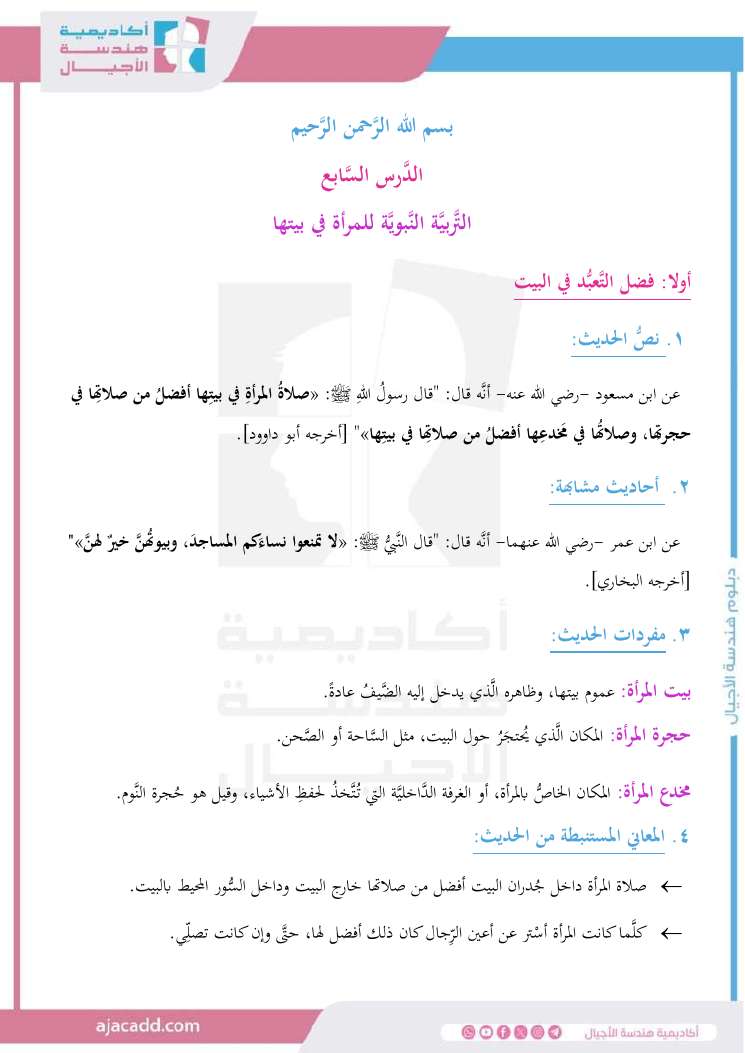 أكاديمية
هندسة
الأجيال
بسم الله الرَّحمن الرَّحيم
الدَّرس السَّابع
التَّربيَّة النَّبويَّة للمرأة في بيتها
أولا: فضل التَّعبُّد في البيت
١. نصُّ الحديث:
عن ابن مسعود -رضي الله عنه- أنَّه قال: "قال رسولُ اللهِ ﷺ: «صلاةُ المرأةِ في بيتِها أفضلُ من صلاتِها في
حجرتِها، وصلاتُها في مَخدعِها أفضلُ من صلاتِها في بيتِها»" [أخرجه أبو داوود].
٢. أحاديث مشابهة:
عن ابن عمر -رضي الله عنهما- أنَّه قال: "قال النَّبيُّ ﷺ: «لا تمنعوا نساءَكم المساجدَ، وبيوتُهنَّ خيرٌ لهنَّ»"
[أخرجه البخاري].
٣. مفردات الحديث:
بيت المرأة: عموم بيتها، وظاهره الَّذي يدخل إليه الضَّيفُ عادةً.
حجرة المرأة: المكان الَّذي يُحتجَرُ حول البيت، مثل السَّاحة أو الصَّحن.
مخدع المرأة: المكان الخاصُّ بالمرأة، أو الغرفة الدَّاخليَّة التي تُتَّخذُ لحفظِ الأشياء، وقيل هو حُجرة النَّوم.
٤. المعاني المستنبطة من الحديث:
← صلاة المرأة داخل جُدران البيت أفضل من صلاتها خارج البيت وداخل السُّور المحيط بالبيت.
← كلَّما كانت المرأة أسْتر عن أعين الرِّجال كان ذلك أفضل لها، حتَّى وإن كانت تصلِّي.
أكاديمية
هندسة
الأجيال
دبلوم هندسة الأجيال
ajacadd.com
أكاديمية هندسة الأجيال